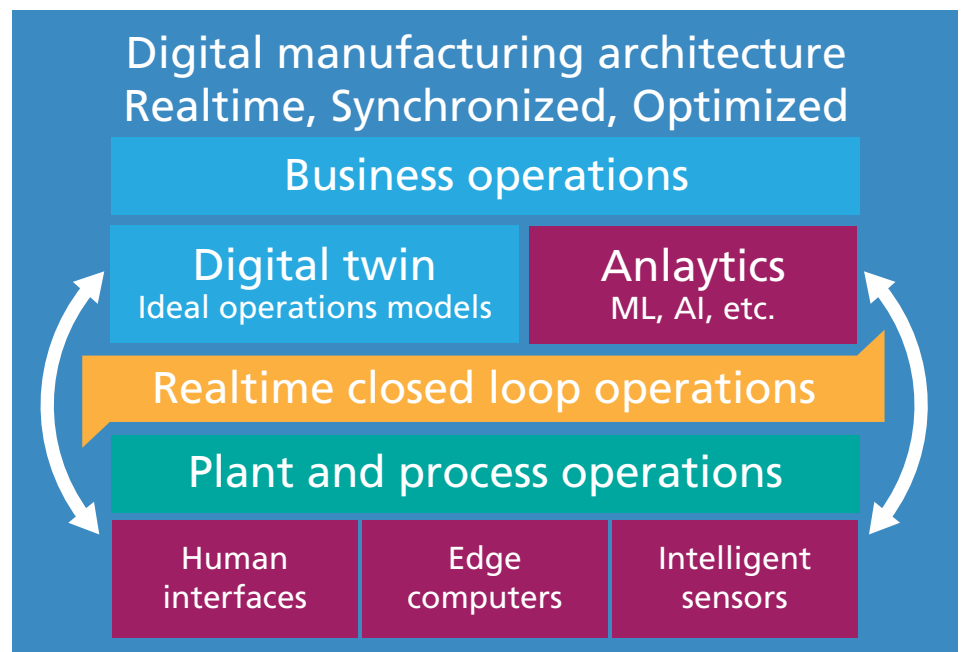 Digital manufacturing architecture
Realtime, Synchronized, Optimized
Business operations
Digital twin
Ideal operations models
Anlaytics
ML, AI, etc.
Realtime closed loop operations
Plant and process operations
Human
interfaces
Edge
computers
Intelligent
sensors